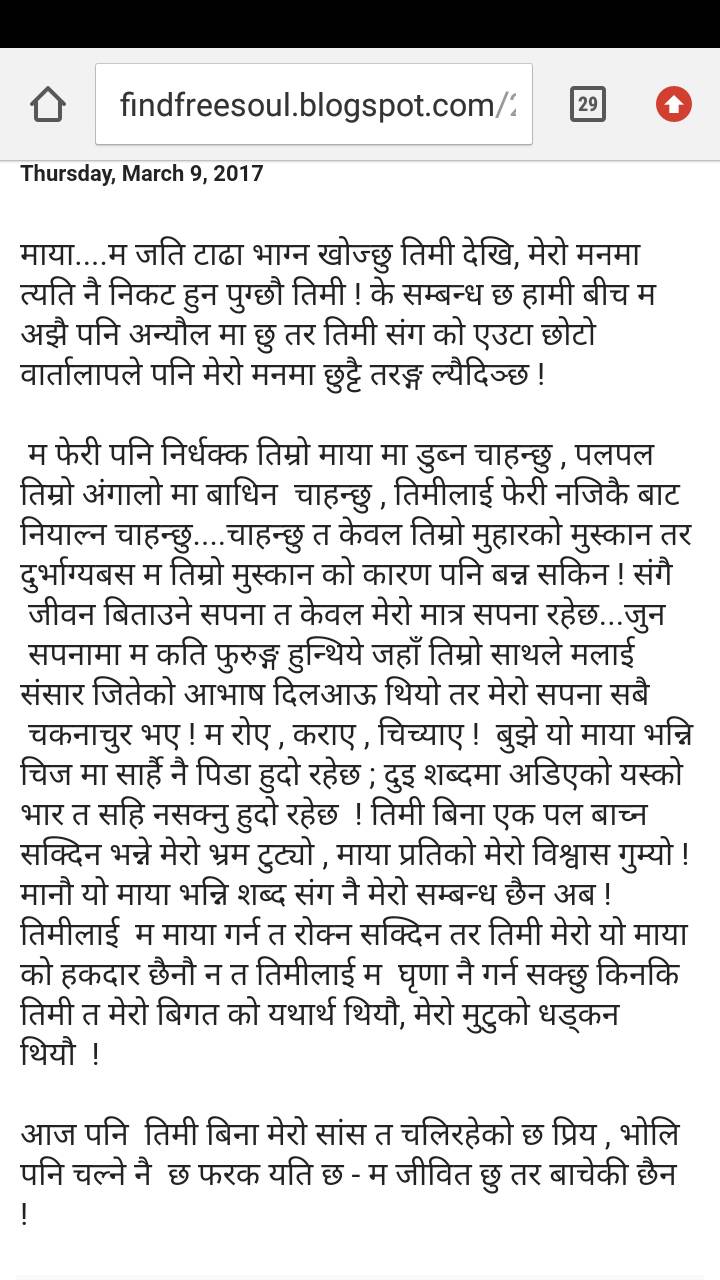 findfreesoul.blogspot.com/
29
Thursday, March 9, 2017
माया....म जति टाढा भाग्न खोज्छु तिमी देखि, मेरो मनमा
त्यति नै निकट हुन पुग्छौ तिमी ! के सम्बन्ध छ हामी बीच म
अझै पनि अन्यौल मा छु तर तिमी संग को एउटा छोटो
वार्तालापले पनि मेरो मनमा छुट्टै तरङ्ग ल्यैदिञ्छ !
म फेरी पनि निर्धक्क तिम्रो माया मा डुब्न चाहन्छु , पलपल
तिम्रो अंगालो मा बाधिन  चाहन्छु , तिमीलाई फेरी नजिकै बाट
नियाल्न चाहन्छु....चाहन्छु त केवल तिम्रो मुहारको मुस्कान तर
दुर्भाग्यबस म तिम्रो मुस्कान को कारण पनि बन्न सकिन ! संगै
जीवन बिताउने सपना त केवल मेरो मात्र सपना रहेछ...जुन
सपनामा म कति फुरुङ्ग हुन्थिये जहाँ तिम्रो साथले मलाई
संसार जितेको आभाष दिलआऊ थियो तर मेरो सपना सबै
चकनाचुर भए ! म रोए , कराए , चिच्याए !  बुझे यो माया भन्नि
चिज मा सार्है नै पिडा हुदो रहेछ ; दुइ शब्दमा अडिएको यस्को
भार त सहि नसक्नु हुदो रहेछ  ! तिमी बिना एक पल बाच्न
सक्दिन भन्ने मेरो भ्रम टुट्यो , माया प्रतिको मेरो विश्वास गुम्यो !
मानौ यो माया भन्नि शब्द संग नै मेरो सम्बन्ध छैन अब !
तिमीलाई  म माया गर्न त रोक्न सक्दिन तर तिमी मेरो यो माया
को हकदार छैनौ न त तिमीलाई म  घृणा नै गर्न सक्छु किनकि
तिमी त मेरो बिगत को यथार्थ थियौ, मेरो मुटुको धड्कन
थियौ  !
आज पनि  तिमी बिना मेरो सांस त चलिरहेको छ प्रिय , भोलि
पनि चल्ने नै  छ फरक यति छ - म जीवित छु तर बाचेकी छैन
!